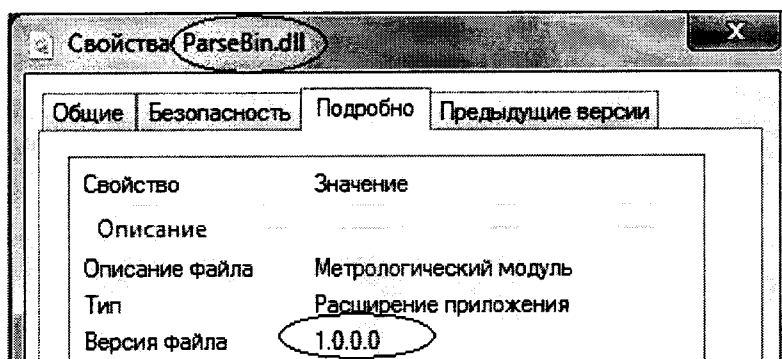 Свойства: ParseBin.dll
Общие Безопасность Подробно Предыдущие версии
Свойство Значение
Описание
Описание файла Метрологический модуль
Тип Расширение приложения
Версия файла 1.0.0.0